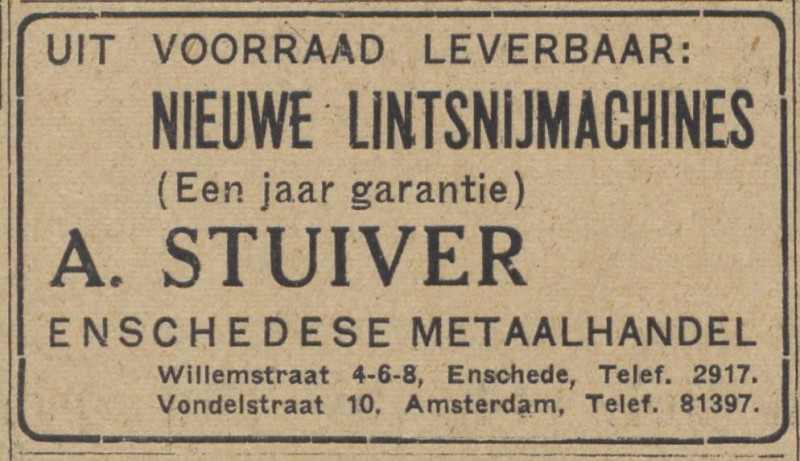 UIT VOORRAAD LEVERBAAR:
NIEUWE LINTSNIJMACHINES
(Een jaar garantie)
A. STUIVER
ENSCHEDESE METAALHANDEL
Willemstraat 4-6-8, Enschede, Telef. 2917.
Vondelstraat 10, Amsterdam, Telef. 81397.